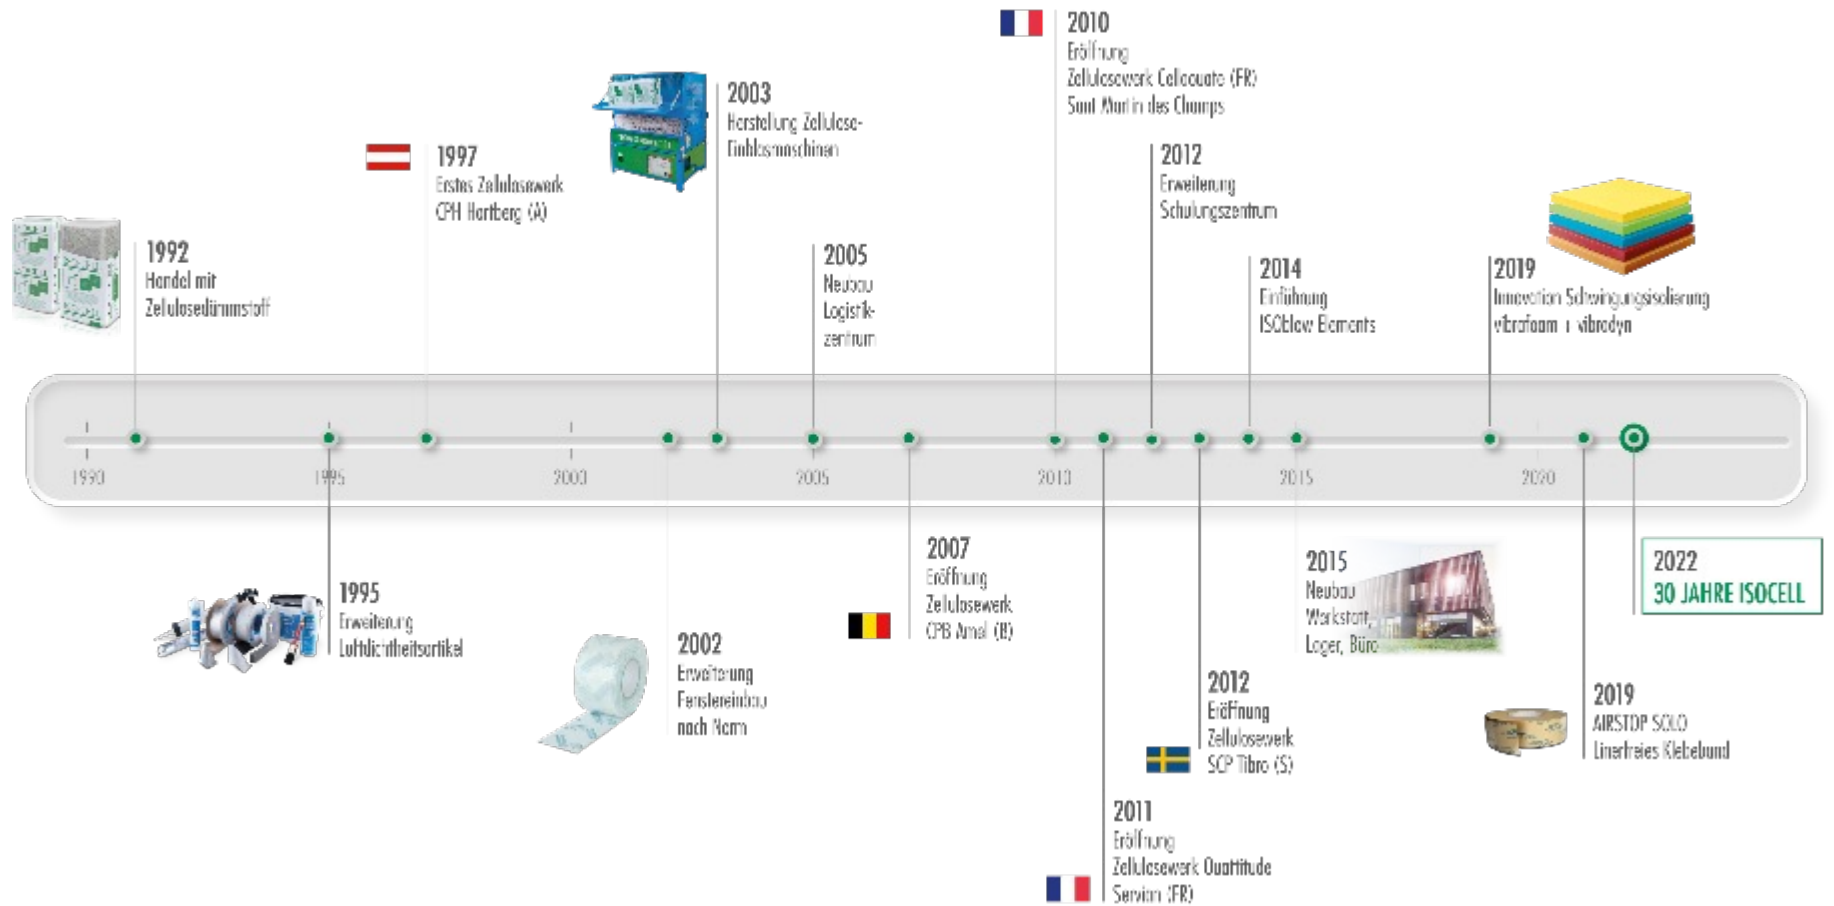 2010
Eröffnung
Zellulosewerk Cellaouate (FR)
Saint Martin des Champs
2003
Herstellung Zellulose-
Einblasmaschinen
1997
Erstes Zellulosewerk
CPH Hartberg (A)
2012
Erweiterung
Schulungszentrum
1992
Handel mit
Zellulosedämmstoff
2005
Neubau
Logistik-
zentrum
2014
Einführung
ISOblow Elements
2019
Innovation Schwingungsisolierung
vibrafoam + vibradyn
1990
1995
2000
2005
2010
2015
2020
1995
Erweiterung
Luftdichtheitsartikel
2002
Erweiterung
Fenstereinbau
nach Norm
2007
Eröffnung
Zellulosewerk
CPB Amel (B)
2015
Neubau
Werkstatt,
Lager, Büro
2022
30 JAHRE ISOCELL
2012
Eröffnung
Zellulosewerk
SCP Tibro (S)
2019
AIRSTOP SOLO
Linerfreies Klebeband
2011
Eröffnung
Zellulosewerk Ouattitude
Servian (FR)